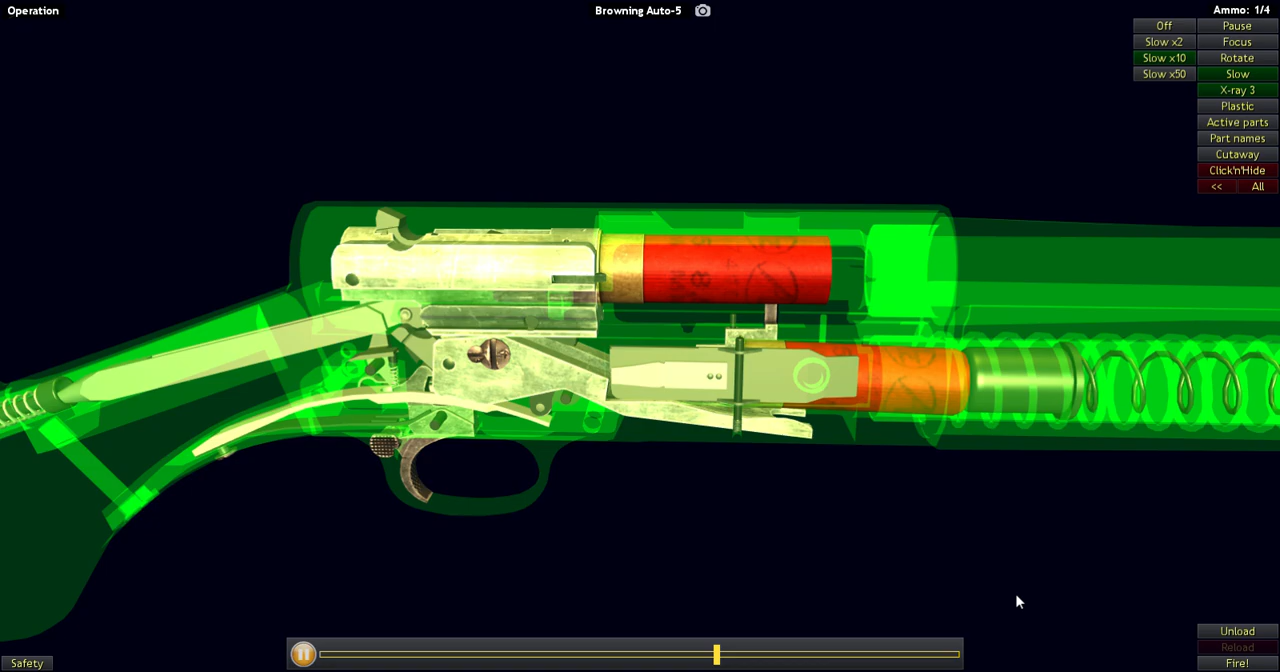 Operation
Browning Auto-5
Ammo: 1/4
Off
Pause
Slow x2
Focus
Slow x10
Rotate
Slow x50
Slow
X-ray 3
Plastic
Active parts
Part names
Cutaway
Click'n'Hide
<< All
8
Unload
Reload
Safety
Fire!